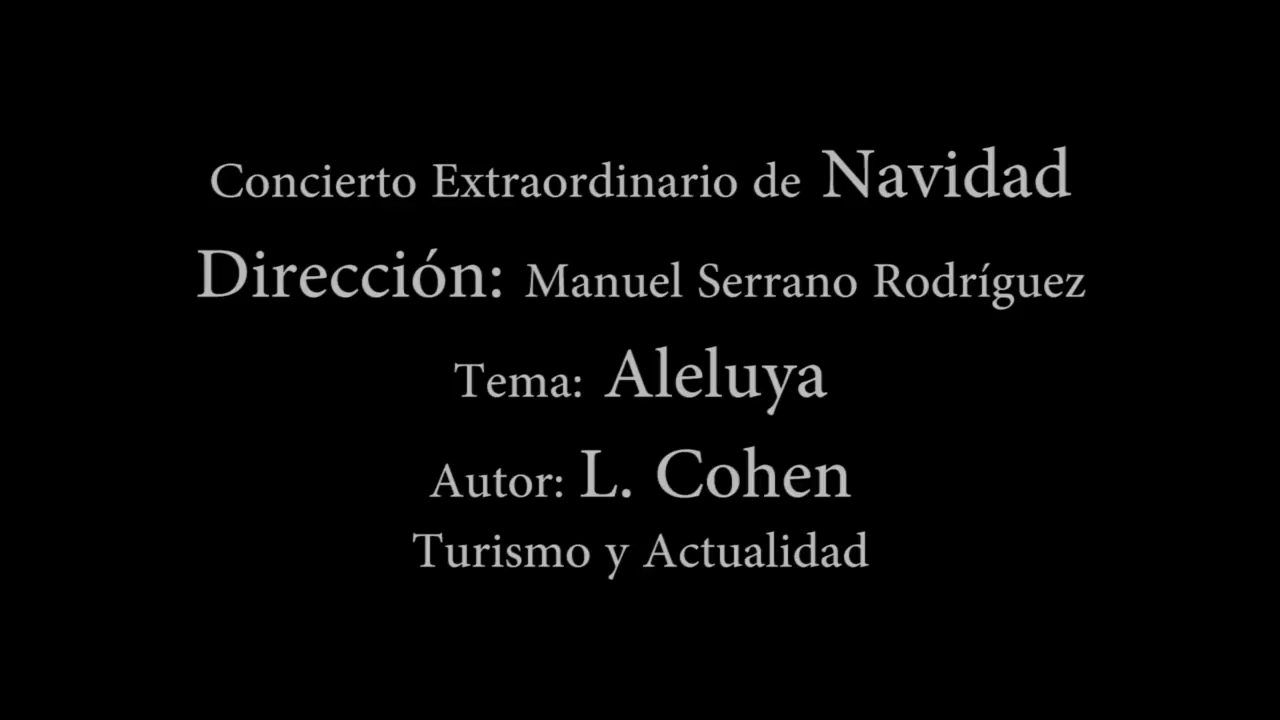 Concierto Extraordinario de Navidad
Dirección: Manuel Serrano Rodríguez
Tema: Aleluya
Autor: L. Cohen
Turismo y Actualidad